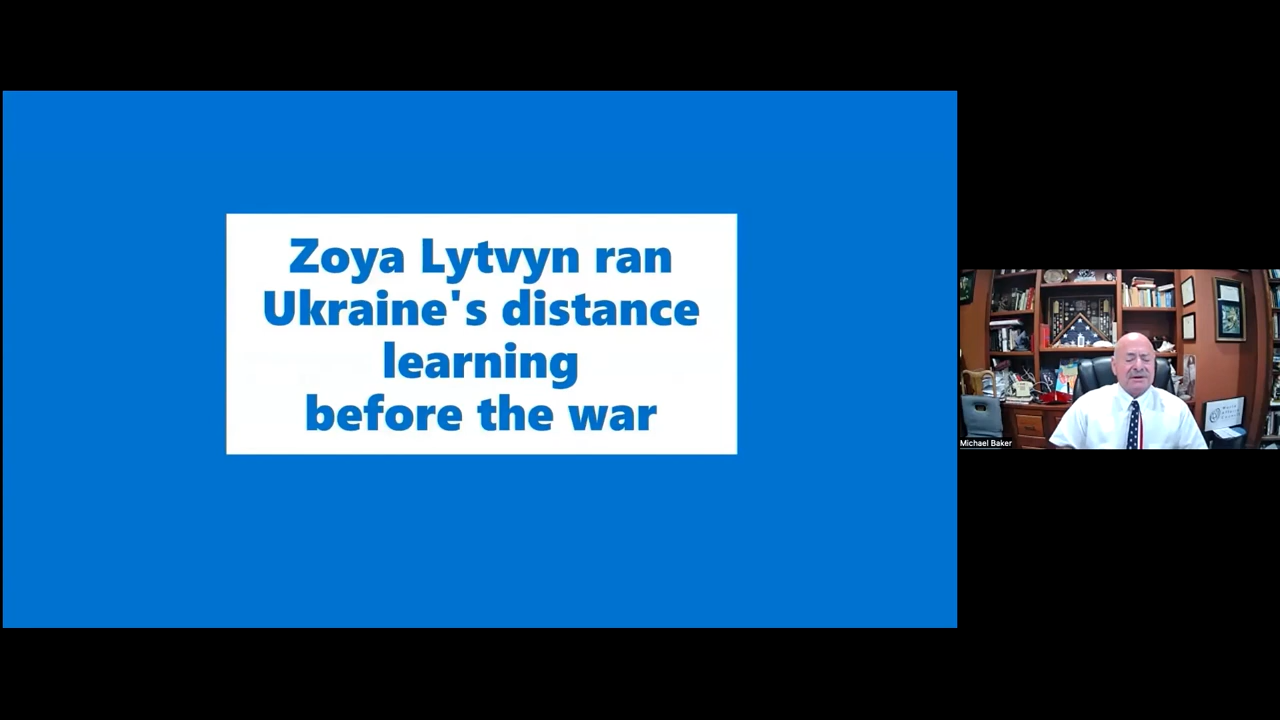 Zoya Lytvyn ran
Ukraine's distance
learning
before the war
Michael Baker